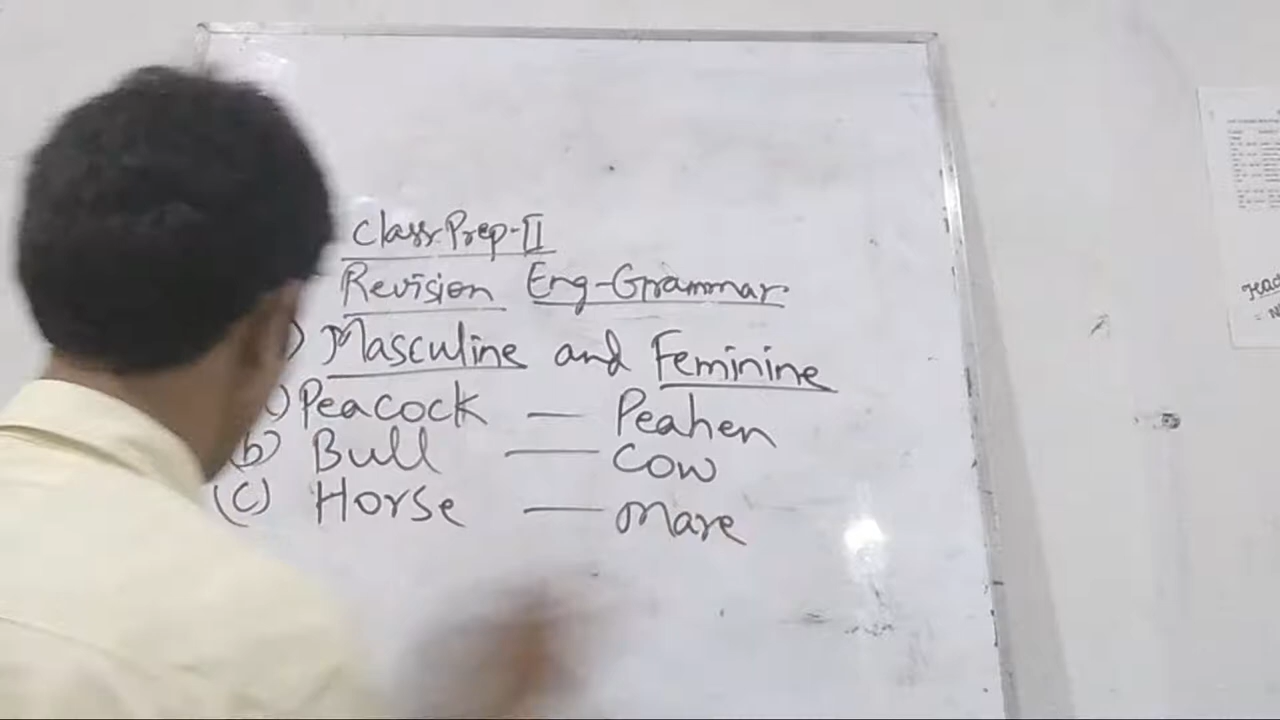 Class Prep-II
Revision Eng-Grammar
) Masculine and Feminine
) Peacock — Peahen
(b) Bull — Cow
(c) Horse — Mare